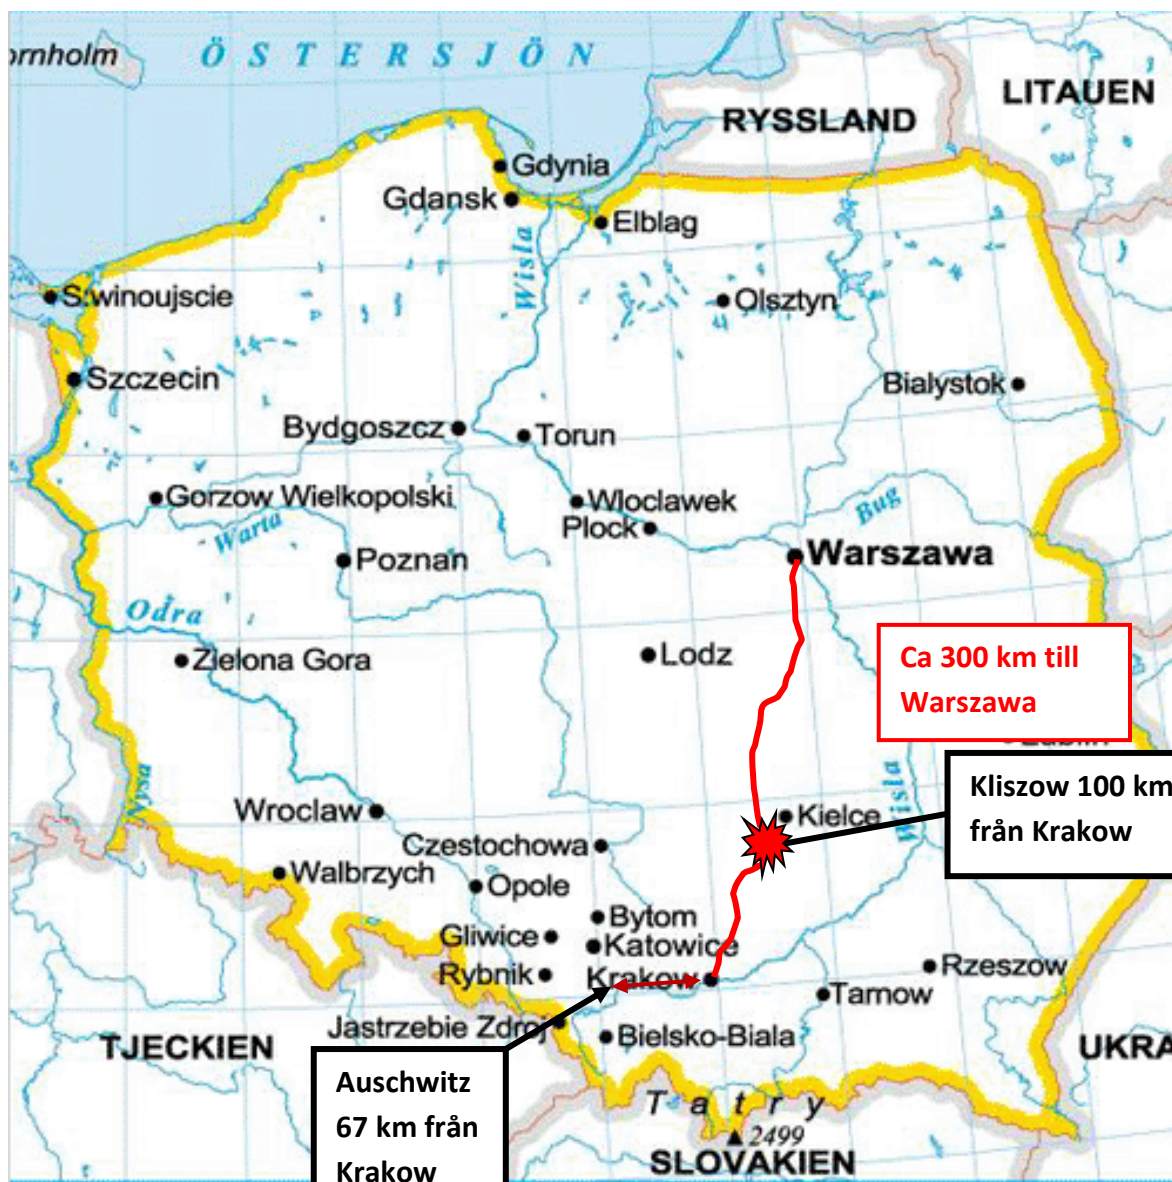 ornholm
ÖSTERSJÖN
LITAUEN
RYSSLAND
Gdynia
Gdansk
Elblag
Wisla
S:winoujscie
Olsztyn
Szczecin
Bialystok
Bydgoszcz
Torun
Gorzow Wielkopolski
Wloclawek
Warta
Plock
Bug
Poznan
Warszawa
Odra
Zielona Gora
Lodz
Ca 300 km till
Warszawa
Lublin
Nysa
Wisla
Kliszow 100 km
från Krakow
Wroclaw
Kielce
Czestochowa
Walbrzych
Opole
Bytom
Gliwice
Katowice
Rybnik
Krakow
Rzeszow
Tarnow
Jastrzebie Zdroj
Bielsko-Biala
TJECKIEN
UKRA
Auschwitz
67 km från
Krakow
Tatry
2499
SLOVAKIEN